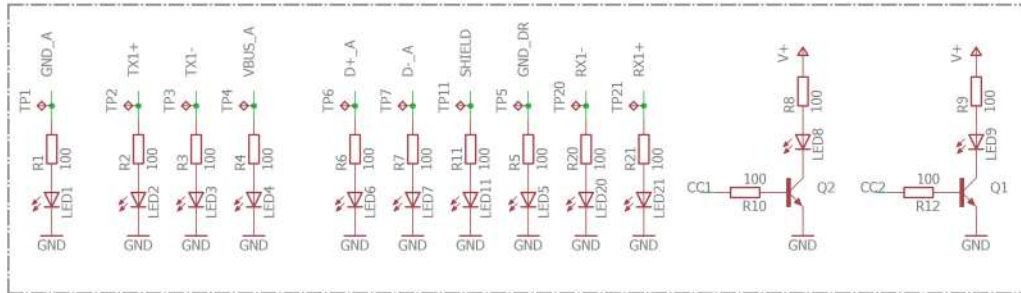 GND_A
TX1+
TX1-
VBUS_A
D+_A
D-_A
SHIELD
GND_DR
RX1-
RX1+
V+
V+
TP1
TP2
TP3
TP4
TP6
TP7
TP11
TP5
TP20
TP21
R8
100
R9
100
R1
100
R2
100
R3
100
R4
100
R6
100
R7
100
R11
100
R5
100
R20
100
R21
100
LED8
LED9
LED1
LED2
LED3
LED4
LED6
LED7
LED11
LED5
LED20
LED21
CC1
100
R10
Q2
CC2
100
R12
Q1
GND
GND
GND
GND
GND
GND
GND
GND
GND
GND
GND
GND